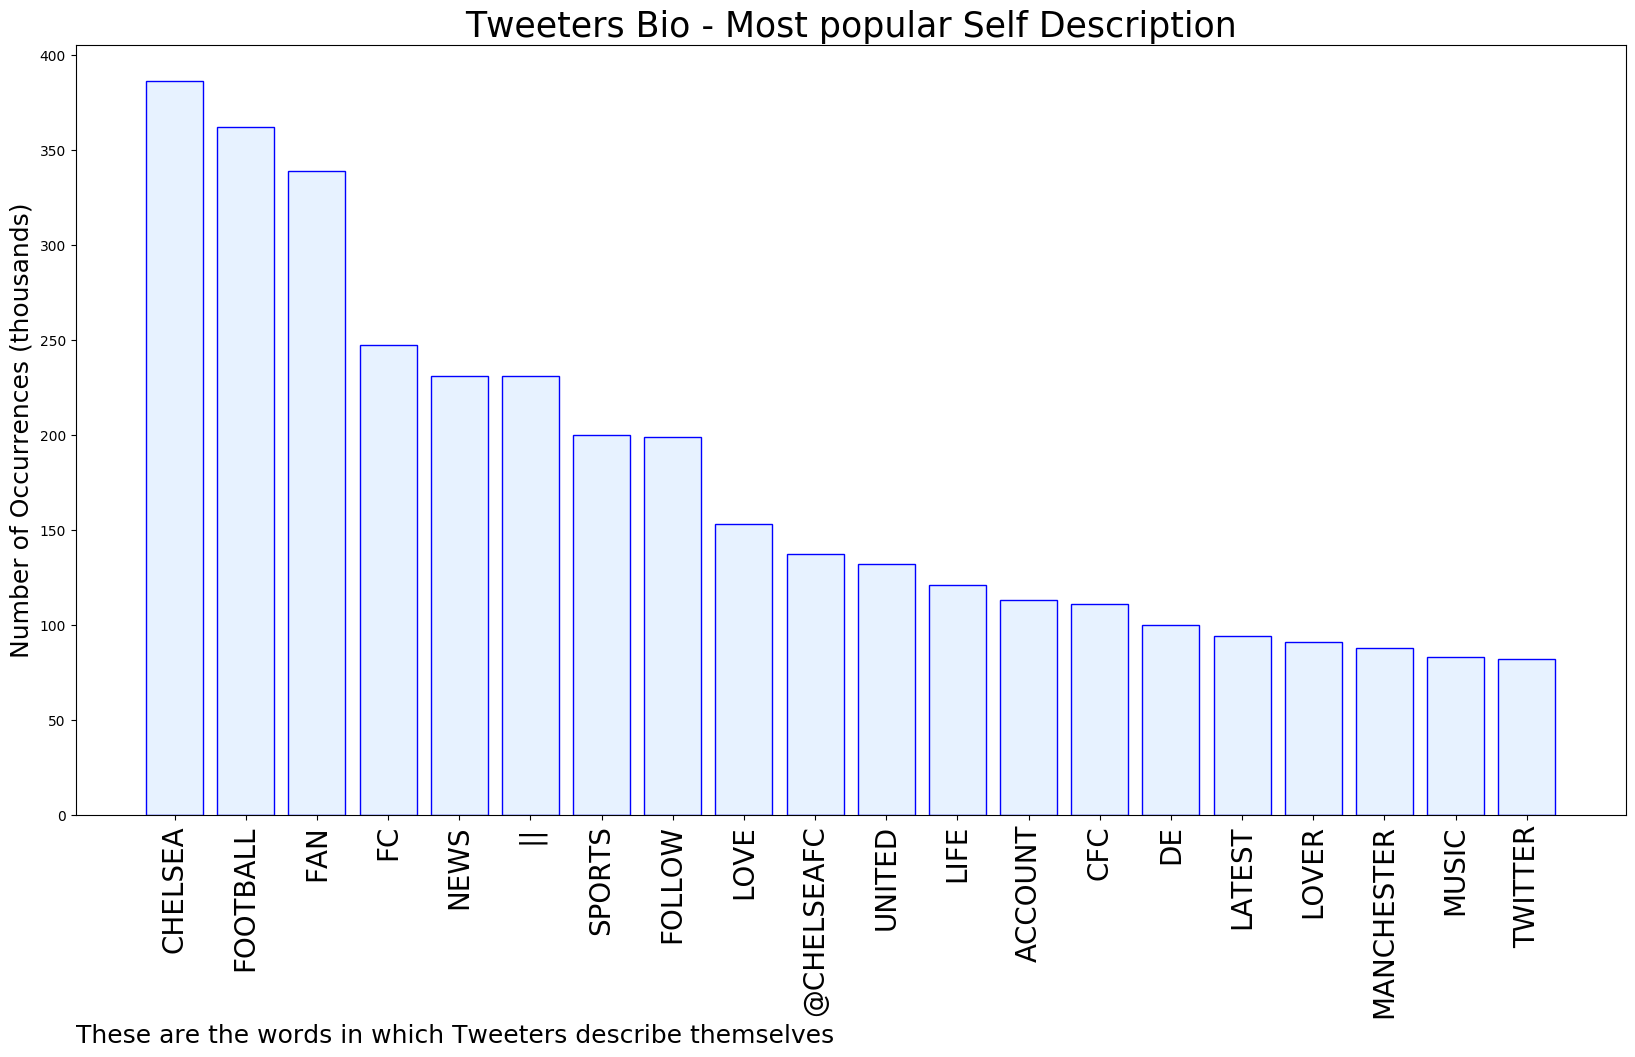 Tweeters Bio - Most popular Self Description
Number of Occurrences (thousands)
400
350
300
250
200
150
100
50
0
CHELSEA
FOOTBALL
FAN
FC
NEWS
||
SPORTS
FOLLOW
LOVE
@CHELSEAFC
UNITED
LIFE
ACCOUNT
CFC
DE
LATEST
LOVER
MANCHESTER
MUSIC
TWITTER
These are the words in which Tweeters describe themselves